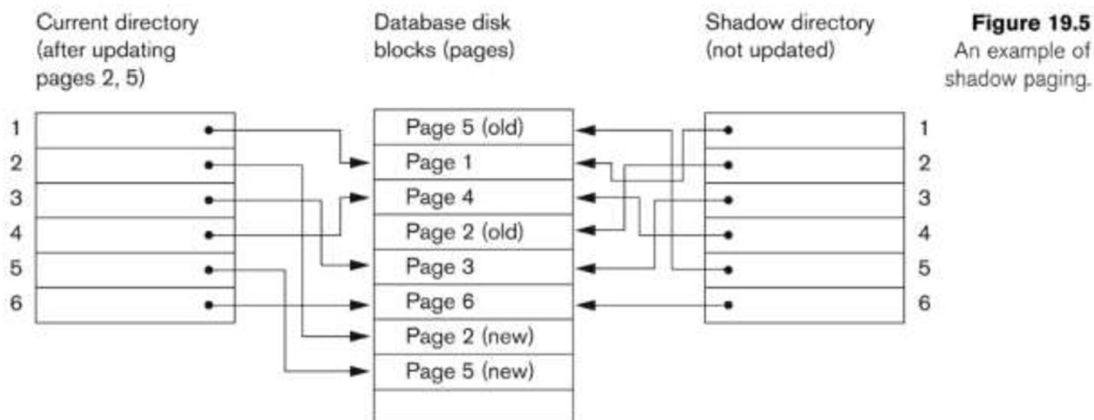 Current directory
(after updating
pages 2, 5)
Database disk
blocks (pages)
Shadow directory
(not updated)
Figure 19.5
An example of
shadow paging.
1
2
3
4
5
6
Page 5 (old)
Page 1
Page 4
Page 2 (old)
Page 3
Page 6
Page 2 (new)
Page 5 (new)
1
2
3
4
5
6